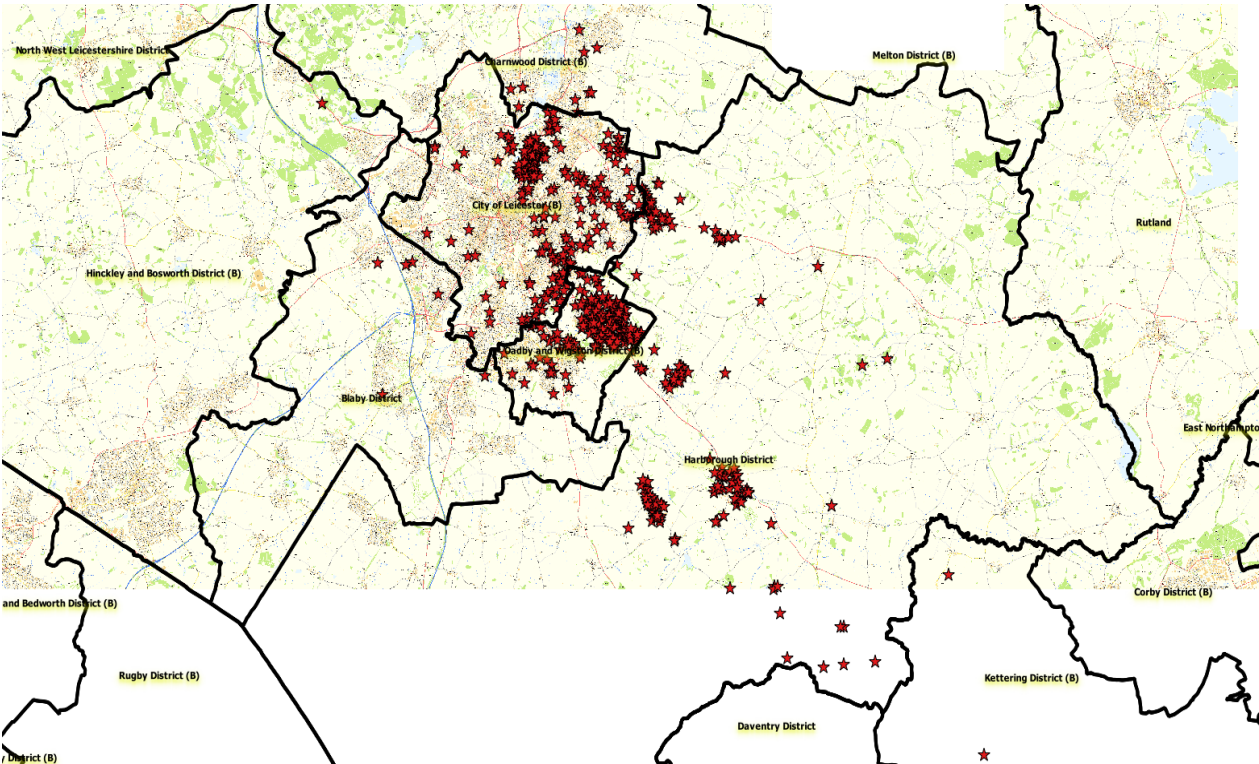 North West Leicestershire District
Charnwood District (B)
Melton District (B)
City of Leicester (B)
Rutland
Hinckley and Bosworth District (B)
Oadby and Wigston District (B)
Blaby District
East Northampto
Harborough District
and Bedworth District (B)
Corby District (B)
Rugby District (B)
Kettering District (B)
Daventry District
y District (B)